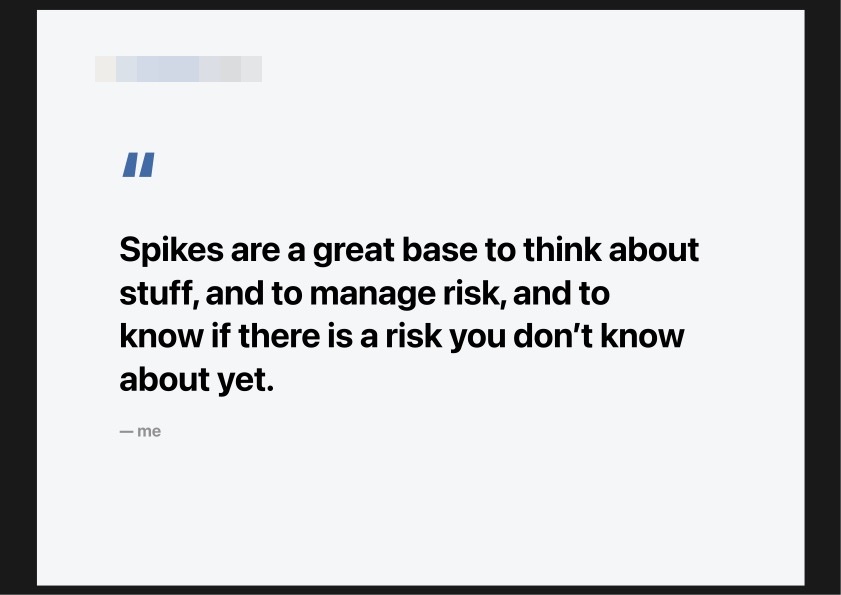 “
Spikes are a great base to think about
stuff, and to manage risk, and to
know if there is a risk you don’t know
about yet.
— me